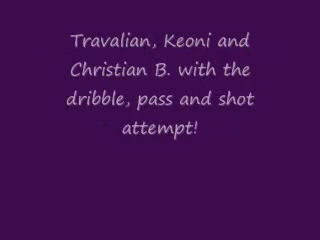 Travalian, Keoni and
Christian B. with the
dribble, pass and shot
attempt!